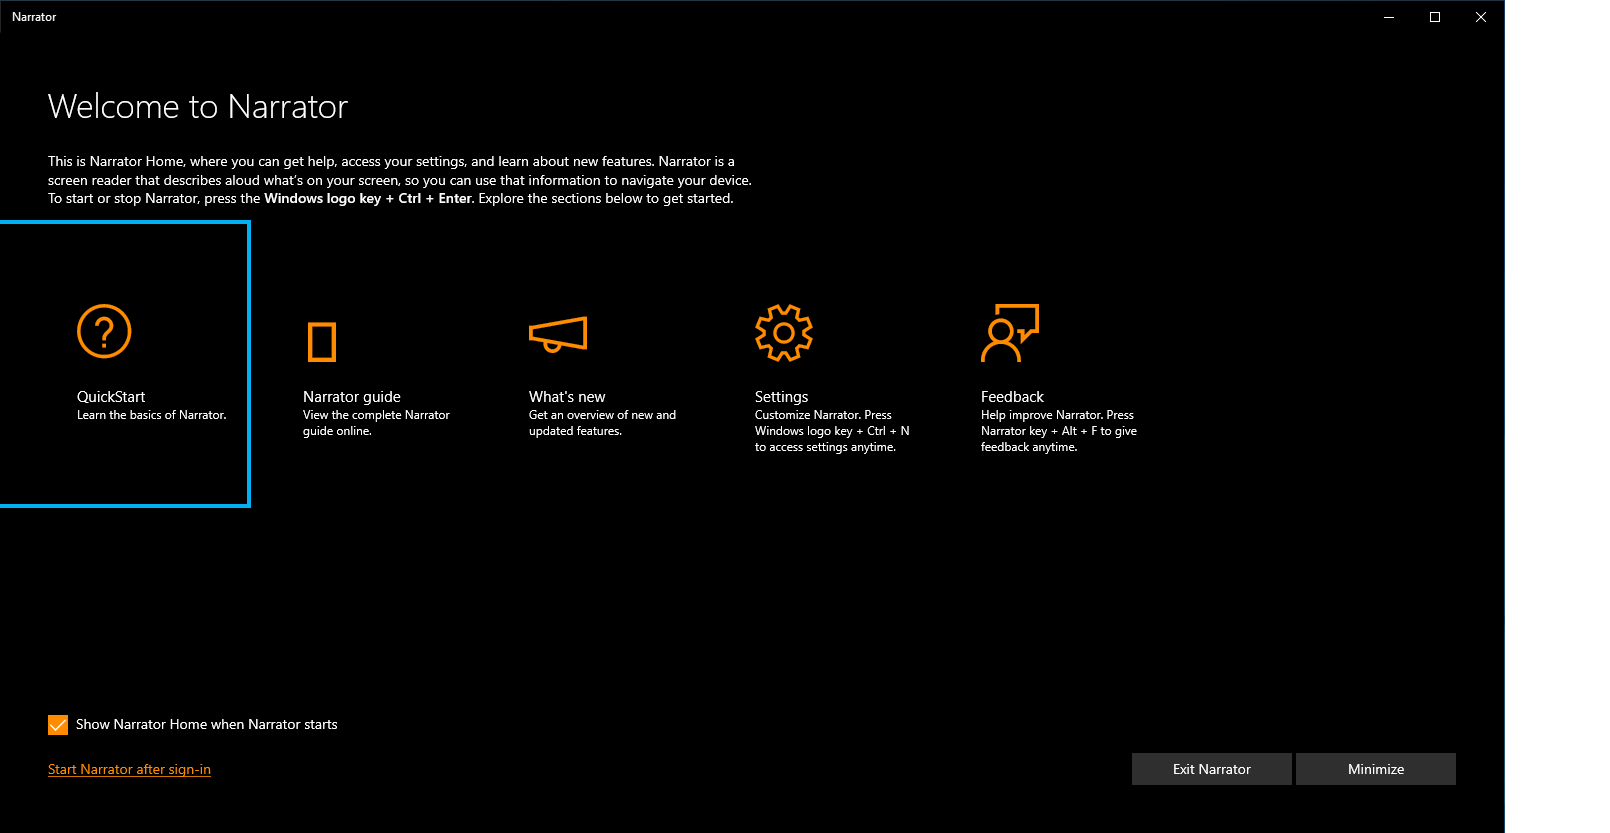 Narrator
Welcome to Narrator
This is Narrator Home, where you can get help, access your settings, and learn about new features. Narrator is a
screen reader that describes aloud what's on your screen, so you can use that information to navigate your device.
To start or stop Narrator, press the Windows logo key + Ctrl + Enter. Explore the sections below to get started.
QuickStart
Learn the basics of Narrator.
Narrator guide
View the complete Narrator
guide online.
What's new
Get an overview of new and
updated features.
Settings
Customize Narrator. Press
Windows logo key + Ctrl + N
to access settings anytime.
Feedback
Help improve Narrator. Press
Narrator key + Alt + F to give
feedback anytime.
Show Narrator Home when Narrator starts
Start Narrator after sign-in
Exit Narrator
Minimize